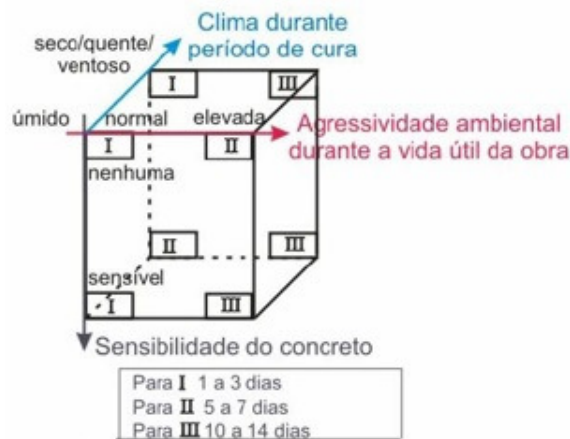 Clima durante
período de cura
seco/quente/
ventoso
I
III
úmido
normal
elevada
Agressividade ambiental
durante a vida útil da obra
I
II
nenhuma
II
III
sensível
I
III
Sensibilidade do concreto
Para I 1 a 3 dias
Para II 5 a 7 dias
Para III 10 a 14 dias